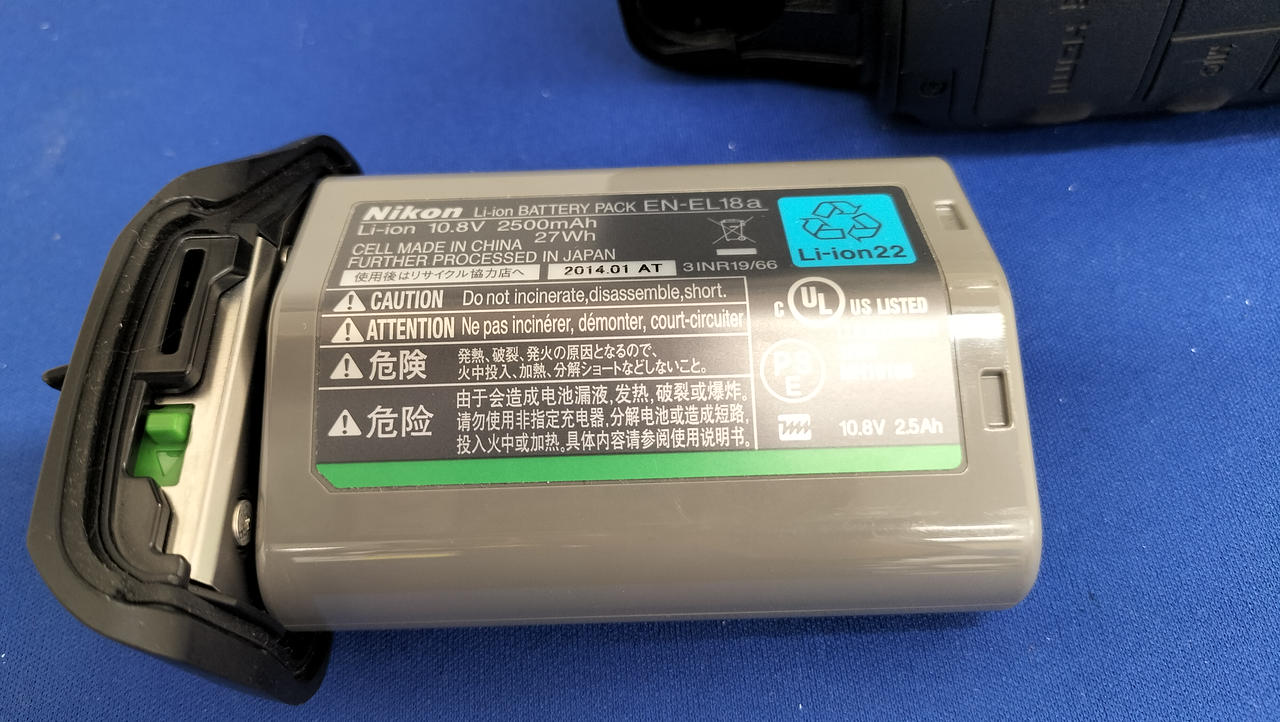 Nikon Li-ion BATTERY PACK EN-EL18a
Li-ion 10.8V 2500mAh
27Wh
CELL MADE IN CHINA
FURTHER PROCESSED IN JAPAN
使用後はリサイクル協力店へ 2014.01 AT 3INR19/66
Li-ion22
CAUTION Do not incinerate,disassemble,short.
ATTENTION Ne pas incinérer, démonter, court-circuiter
危険 発熱、破裂、発火の原因となるので、
火中投入、加熱、分解ショートなどしないこと。
危险 由于会造成电池漏液,发热,破裂或爆炸。
请勿使用非指定充电器,分解电池或造成短路,
投入火中或加热。具体内容请参阅使用说明书。
C UL US LISTED
PS
E
10.8V 2.5Ah
HDMI
MIC